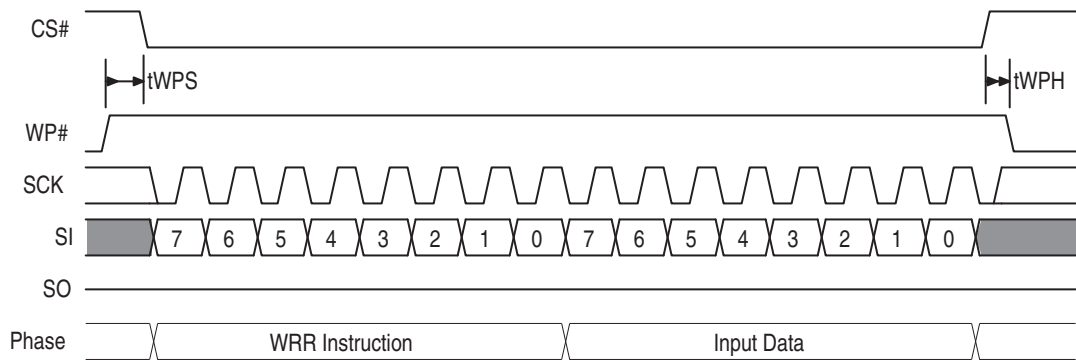 CS#
tWPS
tWPH
WP#
SCK
SI 7 6 5 4 3 2 1 0 7 6 5 4 3 2 1 0
SO
Phase WRR Instruction Input Data